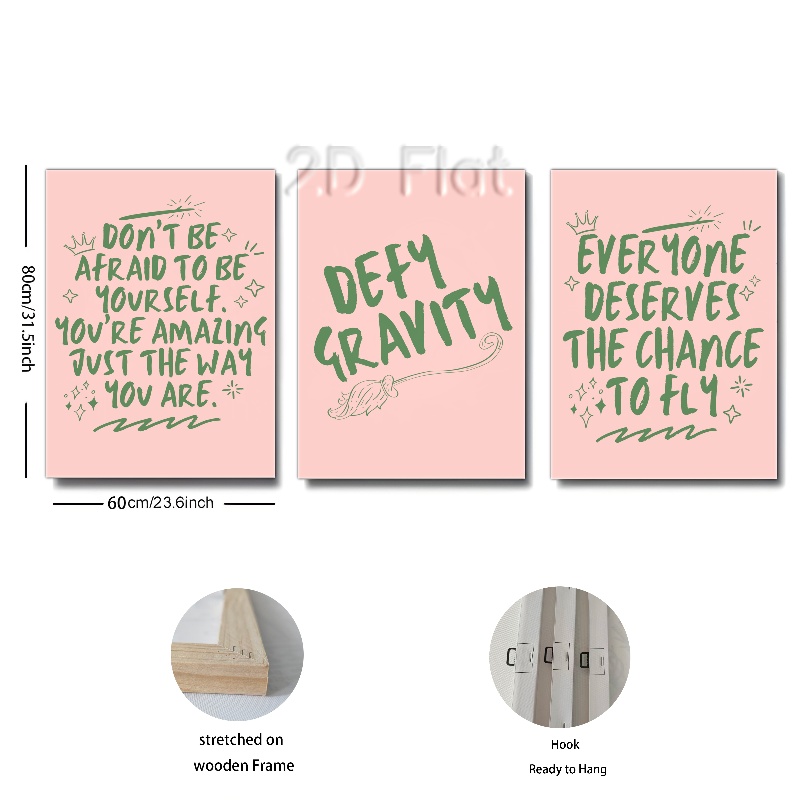 2D Flat
80cm/31.5inch
DON'T BE
AFRAID TO BE
YOURSELF.
YOU'RE AMAZING
JUST THE WAY
YOU ARE.
DEFY
GRAVITY
EVERYONE
DESERVES
THE CHANCE
TO FLY
60cm/23.6inch
stretched on
wooden Frame
Hook
Ready to Hang